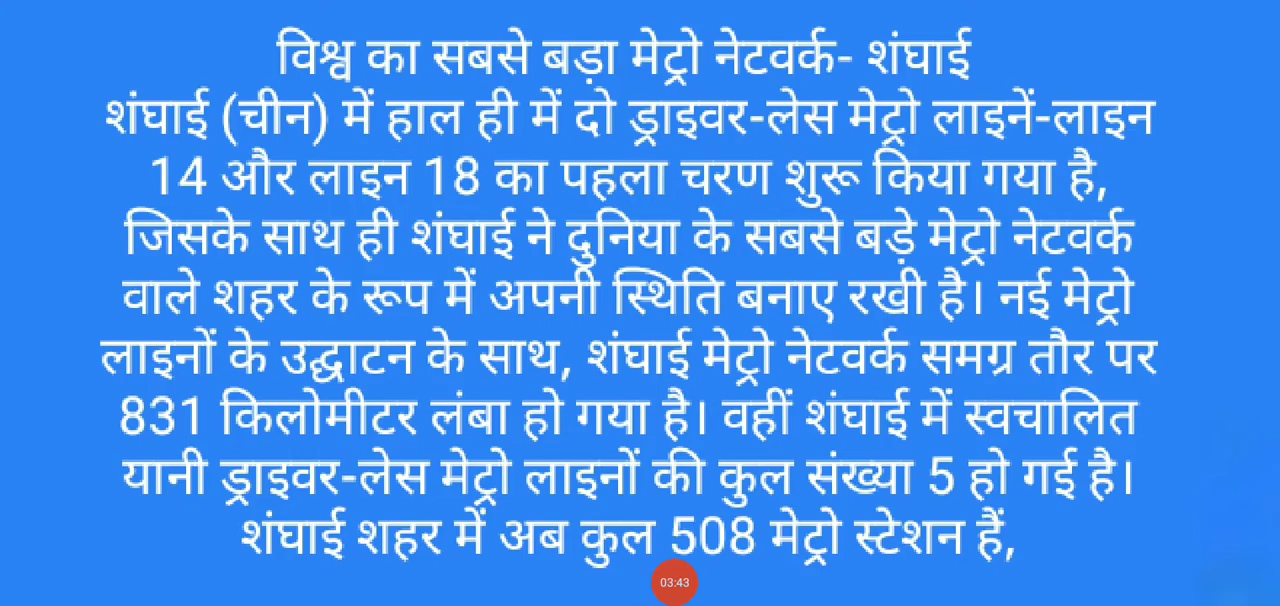 विश्व का सबसे बड़ा मेट्रो नेटवर्क- शंघाई
शंघाई (चीन) में हाल ही में दो ड्राइवर-लेस मेट्रो लाइनें-लाइन
14 और लाइन 18 का पहला चरण शुरू किया गया है,
जिसके साथ ही शंघाई ने दुनिया के सबसे बड़े मेट्रो नेटवर्क
वाले शहर के रूप में अपनी स्थिति बनाए रखी है। नई मेट्रो
लाइनों के उद्घाटन के साथ, शंघाई मेट्रो नेटवर्क समग्र तौर पर
831 किलोमीटर लंबा हो गया है। वहीं शंघाई में स्वचालित
यानी ड्राइवर-लेस मेट्रो लाइनों की कुल संख्या 5 हो गई है।
शंघाई शहर में अब कुल 508 मेट्रो स्टेशन हैं,
03:43